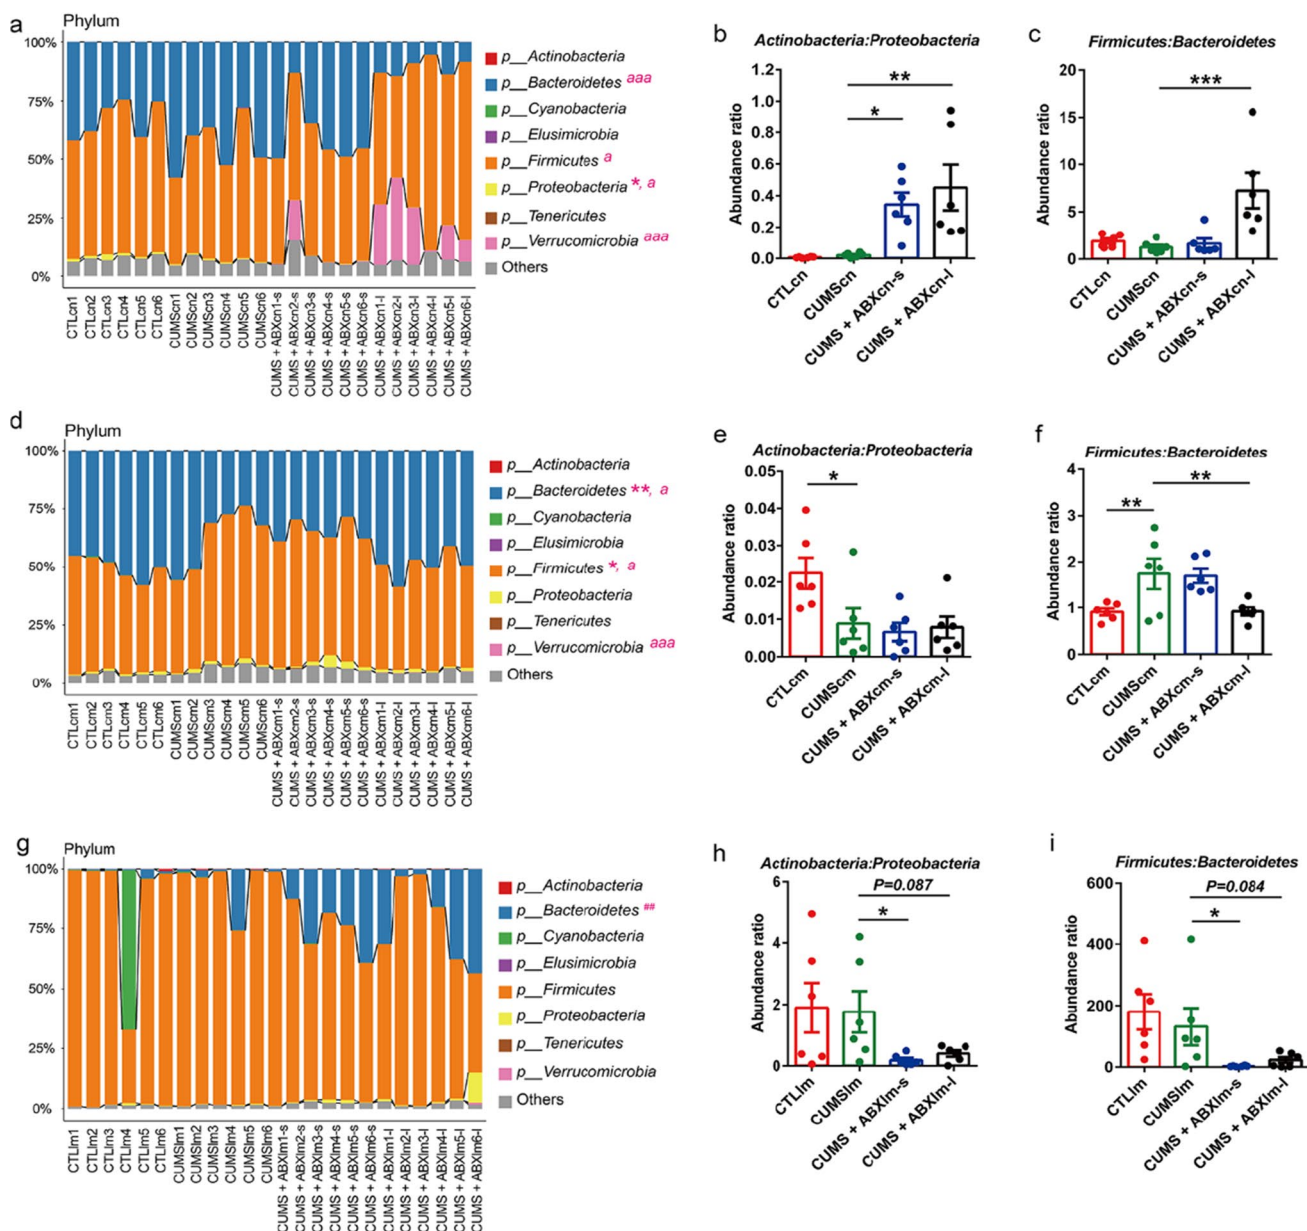 a
Phylum
100%
75%
50%
25%
0%
CTLcn1
CTLcn2
CTLcn3
CTLcn4
CTLcn5
CTLcn6
CUMScn1
CUMScn2
CUMScn3
CUMScn4
CUMScn5
CUMScn6
CUMS + ABXcn1-s
CUMS + ABXcn2-s
CUMS + ABXcn3-s
CUMS + ABXcn4-s
CUMS + ABXcn5-s
CUMS + ABXcn6-s
CUMS + ABXcn1-l
CUMS + ABXcn2-l
CUMS + ABXcn3-l
CUMS + ABXcn4-l
CUMS + ABXcn5-l
CUMS + ABXcn6-l
p__Actinobacteria
p__Bacteroidetes aaa
p__Cyanobacteria
p__Elusimicrobia
p__Firmicutes a
p__Proteobacteria *, a
p__Tenericutes
p__Verrucomicrobia aaa
Others
b
Actinobacteria:Proteobacteria
Abundance ratio
1.2
1.0
0.8
0.6
0.4
0.2
0.0
*
**
CTLcn
CUMScn
CUMS + ABXcn-s
CUMS + ABXcn-l
c
Firmicutes:Bacteroidetes
Abundance ratio
20
15
10
5
0
***
CTLcn
CUMScn
CUMS + ABXcn-s
CUMS + ABXcn-l
d
Phylum
100%
75%
50%
25%
0%
CTLcm1
CTLcm2
CTLcm3
CTLcm4
CTLcm5
CTLcm6
CUMScm1
CUMScm2
CUMScm3
CUMScm4
CUMScm5
CUMScm6
CUMS + ABXcm1-s
CUMS + ABXcm2-s
CUMS + ABXcm3-s
CUMS + ABXcm4-s
CUMS + ABXcm5-s
CUMS + ABXcm6-s
CUMS + ABXcm1-l
CUMS + ABXcm2-l
CUMS + ABXcm3-l
CUMS + ABXcm4-l
CUMS + ABXcm5-l
CUMS + ABXcm6-l
p__Actinobacteria
p__Bacteroidetes **, a
p__Cyanobacteria
p__Elusimicrobia
p__Firmicutes *, a
p__Proteobacteria
p__Tenericutes
p__Verrucomicrobia aaa
Others
e
Actinobacteria:Proteobacteria
Abundance ratio
0.05
0.04
0.03
0.02
0.01
0.00
*
CTLcm
CUMScm
CUMS + ABXcm-s
CUMS + ABXcm-l
f
Firmicutes:Bacteroidetes
Abundance ratio
4
3
2
1
0
**
**
CTLcm
CUMScm
CUMS + ABXcm-s
CUMS + ABXcm-l
g
Phylum
100%
75%
50%
25%
0%
CTLlm1
CTLlm2
CTLlm3
CTLlm4
CTLlm5
CTLlm6
CUMSlm1
CUMSlm2
CUMSlm3
CUMSlm4
CUMSlm5
CUMSlm6
CUMS + ABXlm1-s
CUMS + ABXlm2-s
CUMS + ABXlm3-s
CUMS + ABXlm4-s
CUMS + ABXlm5-s
CUMS + ABXlm6-s
CUMS + ABXlm1-l
CUMS + ABXlm2-l
CUMS + ABXlm3-l
CUMS + ABXlm4-l
CUMS + ABXlm5-l
CUMS + ABXlm6-l
p__Actinobacteria
p__Bacteroidetes ##
p__Cyanobacteria
p__Elusimicrobia
p__Firmicutes
p__Proteobacteria
p__Tenericutes
p__Verrucomicrobia
Others
h
Actinobacteria:Proteobacteria
Abundance ratio
6
4
2
0
P=0.087
*
CTLlm
CUMSlm
CUMS + ABXlm-s
CUMS + ABXlm-l
i
Firmicutes:Bacteroidetes
Abundance ratio
600
400
200
0
P=0.084
*
CTLlm
CUMSlm
CUMS + ABXlm-s
CUMS + ABXlm-l